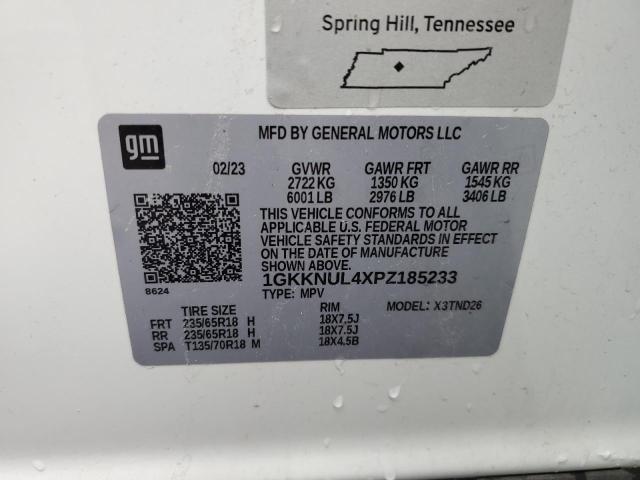 Spring Hill, Tennessee
gm
MFD BY GENERAL MOTORS LLC
02/23 GVWR GAWR FRT GAWR RR
2722 KG 1350 KG 1545 KG
6001 LB 2976 LB 3406 LB
THIS VEHICLE CONFORMS TO ALL
APPLICABLE U.S. FEDERAL MOTOR
VEHICLE SAFETY STANDARDS IN EFFECT
ON THE DATE OF MANUFACTURE
SHOWN ABOVE.
1GKKNUL4XPZ185233
8624
TYPE: MPV MODEL: X3TND26
TIRE SIZE RIM
FRT 235/65R18 H 18X7.5J
RR 235/65R18 H 18X7.5J
SPA T135/70R18 M 18X4.5B